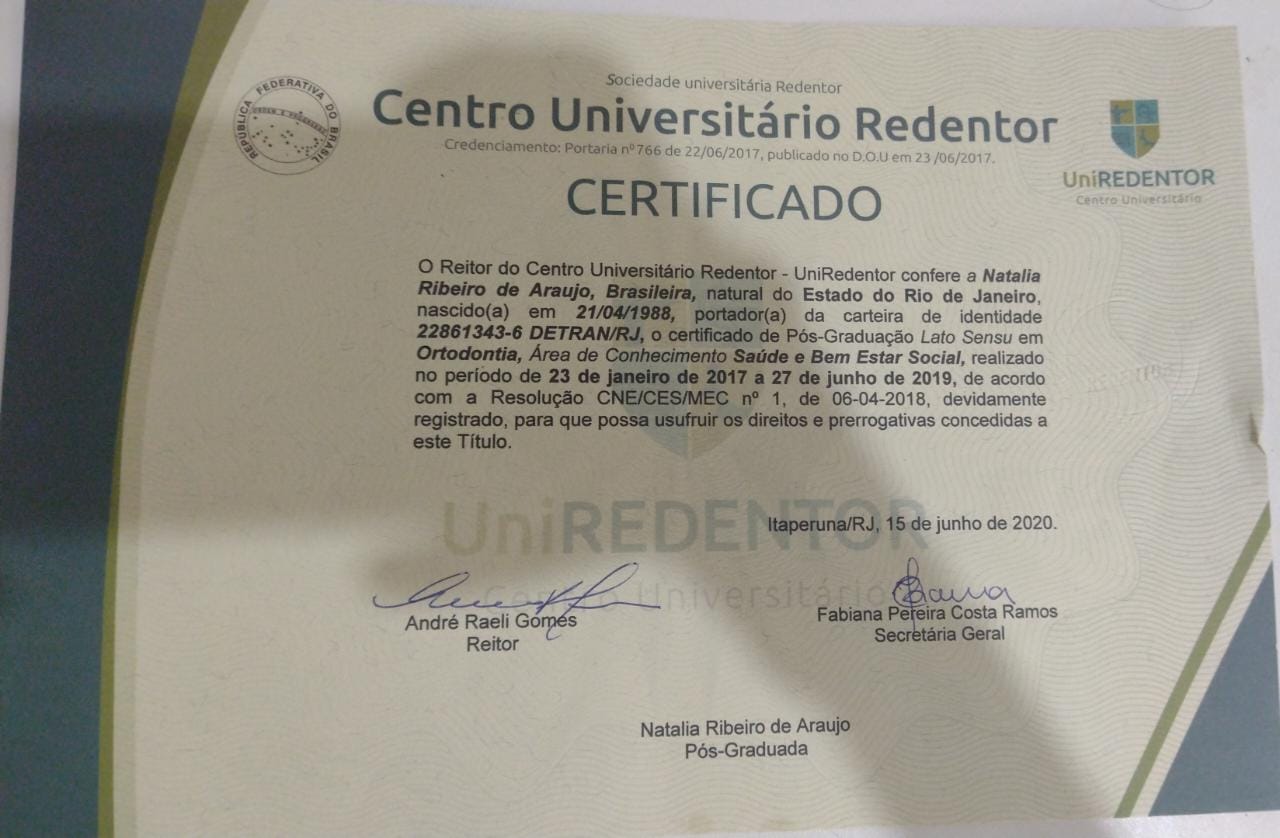 Sociedade universitária Redentor
Centro Universitário Redentor
Credenciamento: Portaria nº 766 de 22/06/2017, publicado no D.O.U em 23 /06/2017.
REPÚBLICA FEDERATIVA DO BRASIL
ORDEM E PROGRESSO
UniREDENTOR
Centro Universitário
CERTIFICADO
O Reitor do Centro Universitário Redentor - UniRedentor confere a Natalia
Ribeiro de Araujo, Brasileira, natural do Estado do Rio de Janeiro,
nascido(a) em 21/04/1988, portador(a) da carteira de identidade
22861343-6 DETRAN/RJ, o certificado de Pós-Graduação Lato Sensu em
Ortodontia, Área de Conhecimento Saúde e Bem Estar Social, realizado
no período de 23 de janeiro de 2017 a 27 de junho de 2019, de acordo
com a Resolução CNE/CES/MEC nº 1, de 06-04-2018, devidamente
registrado, para que possa usufruir os direitos e prerrogativas concedidas a
este Título.
UniREDENTOR
Centro Universitário
Itaperuna/RJ, 15 de junho de 2020.
André Raeli Gomes
Reitor
Fabiana Pereira Costa Ramos
Secretária Geral
Natalia Ribeiro de Araujo
Pós-Graduada